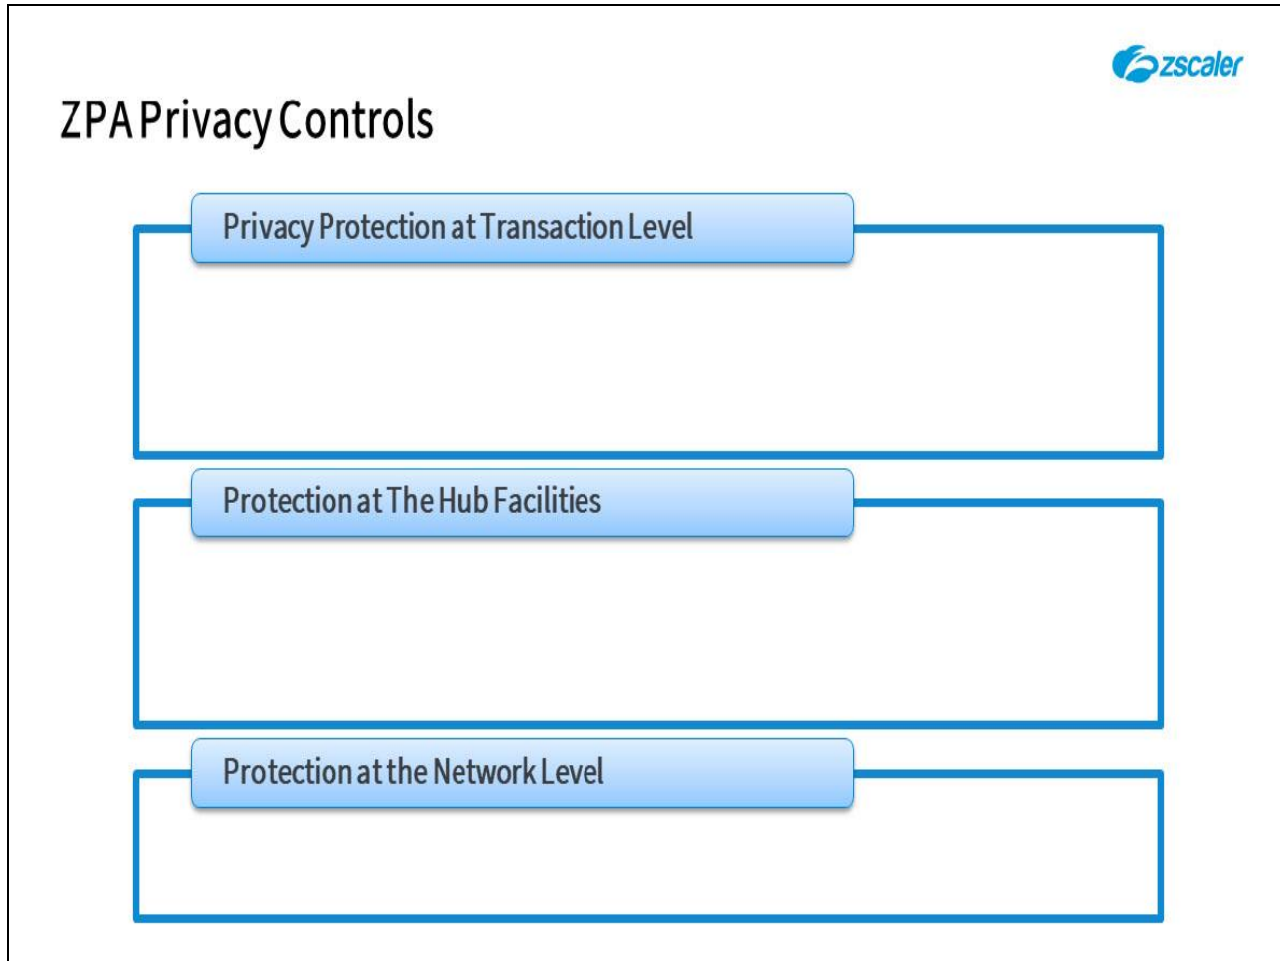 zscaler
ZPA Privacy Controls
Privacy Protection at Transaction Level
Protection at The Hub Facilities
Protection at the Network Level